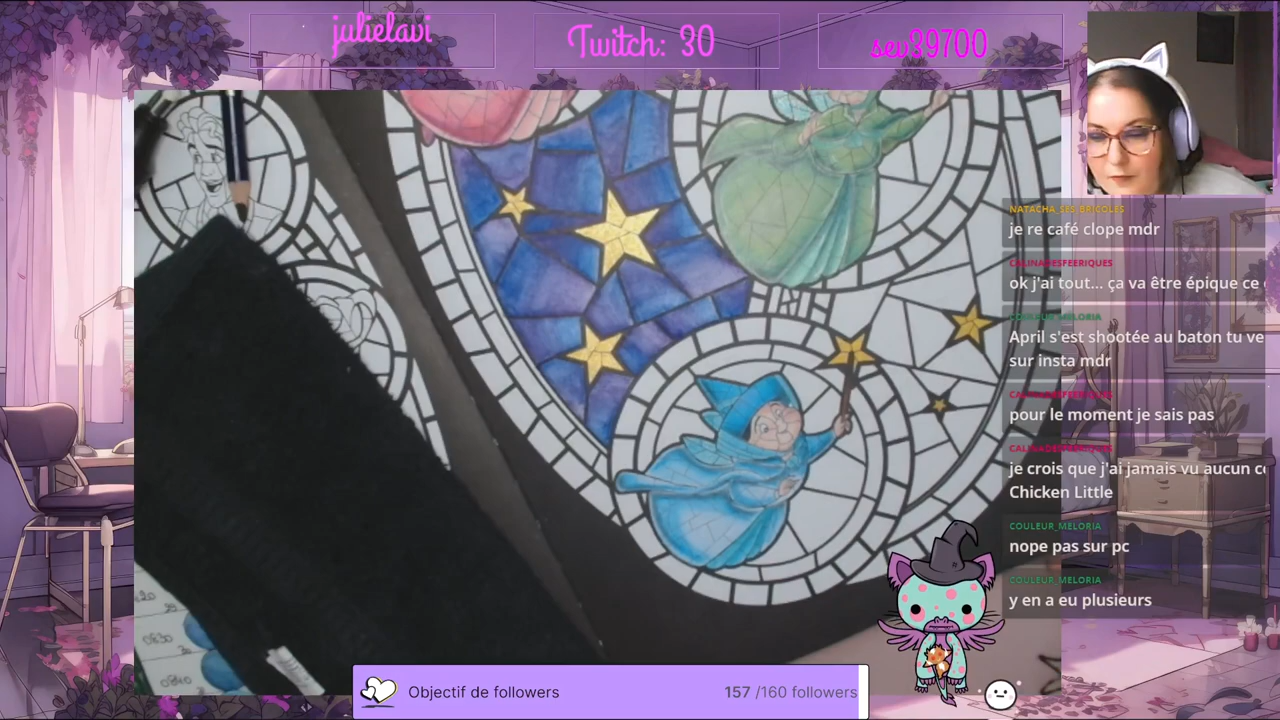 julielavi
Twitch: 30
sev39700
NATACHA_SES_BRICOLES
je re café clope mdr
CALINADESFEERIQUES
ok j'ai tout... ça va être épique ce
COULEUR_MELORIA
April s'est shootée au baton tu ve
sur insta mdr
CALINADESFEERIQUES
pour le moment je sais pas
CALINADESFEERIQUES
je crois que j'ai jamais vu aucun
Chicken Little
COULEUR_MELORIA
nope pas sur pc
COULEUR_MELORIA
y en a eu plusieurs
Objectif de followers
157 /160 followers